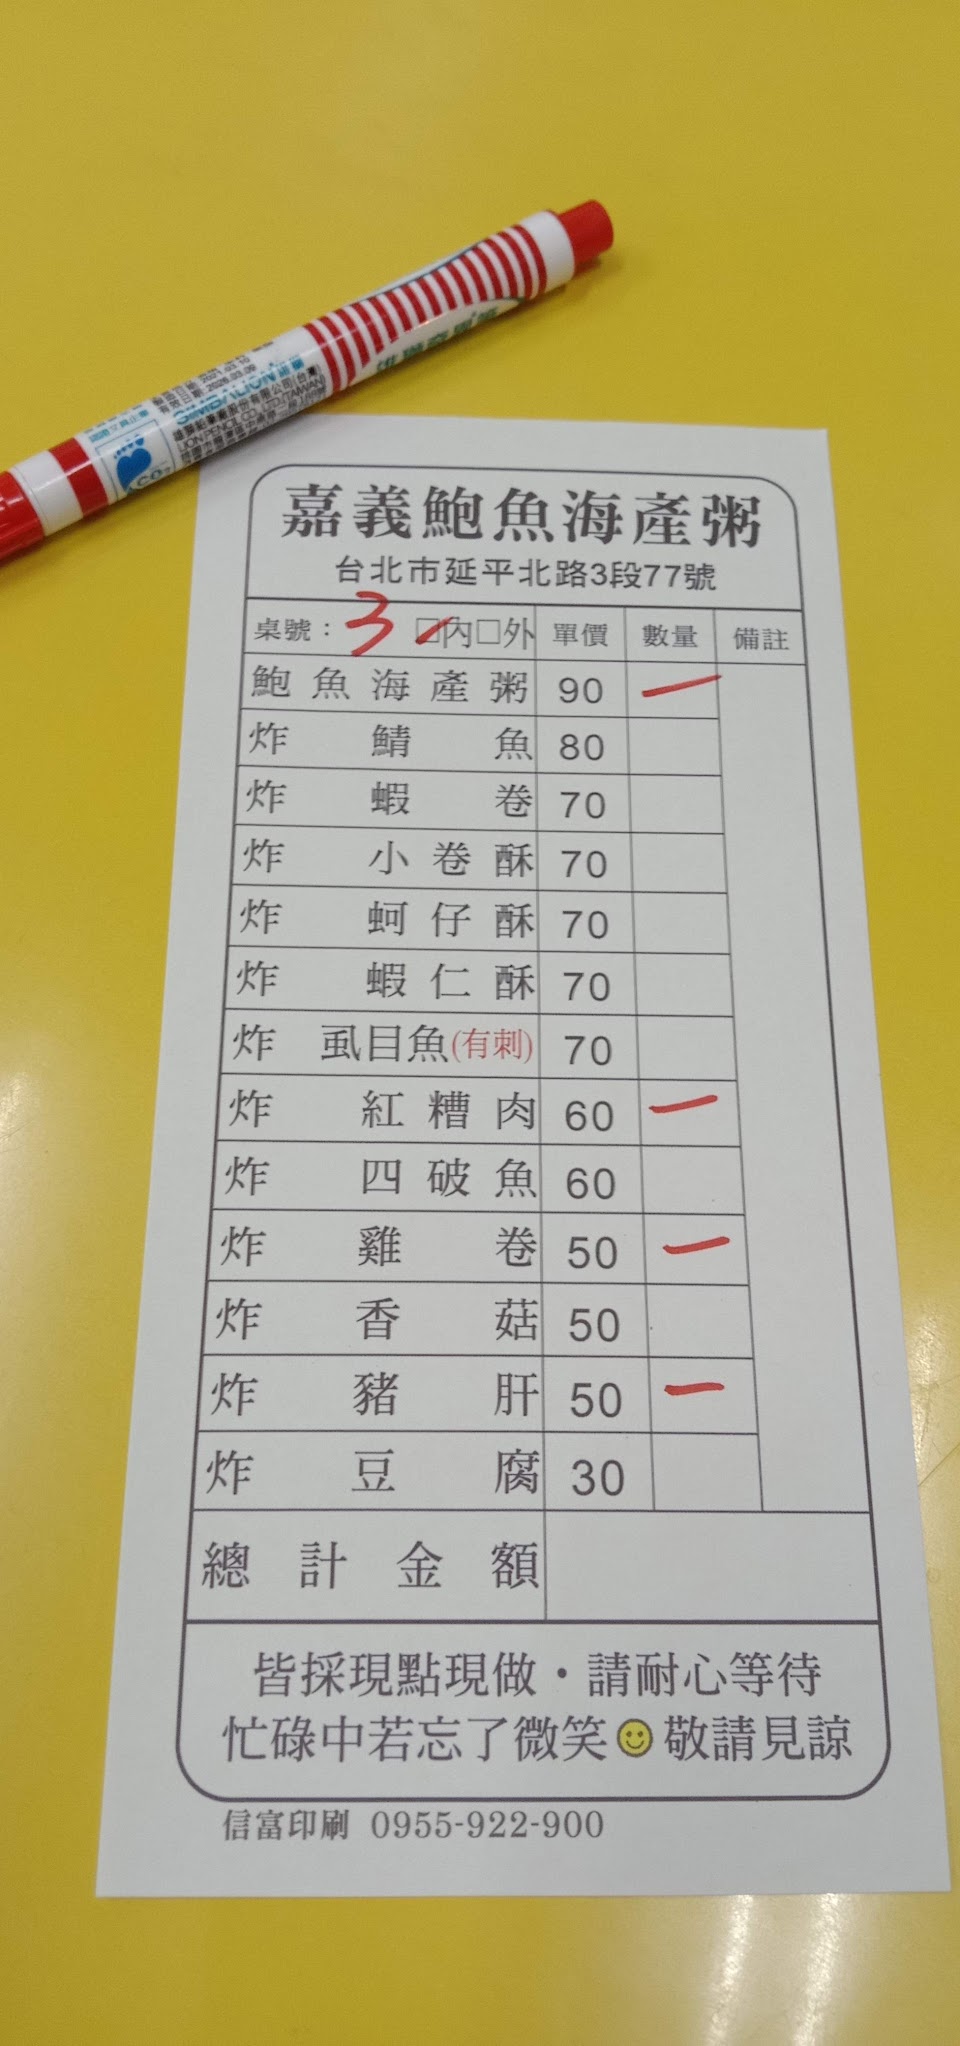 SIMBALION
LION PENCIL CO., LTD. (TAIWAN)
嘉義鮑魚海產粥
台北市延平北路3段77號
桌號：3 □內□外 單價 數量 備註
鮑魚海產粥 90 一
炸鯖魚 80
炸蝦卷 70
炸小卷酥 70
炸蚵仔酥 70
炸蝦仁酥 70
炸虱目魚(有刺) 70
炸紅糟肉 60 一
炸四破魚 60
炸雞卷 50 一
炸香菇 50
炸豬肝 50 一
炸豆腐 30
總計金額
皆採現點現做・請耐心等待
忙碌中若忘了微笑敬請見諒
信富印刷 0955-922-900